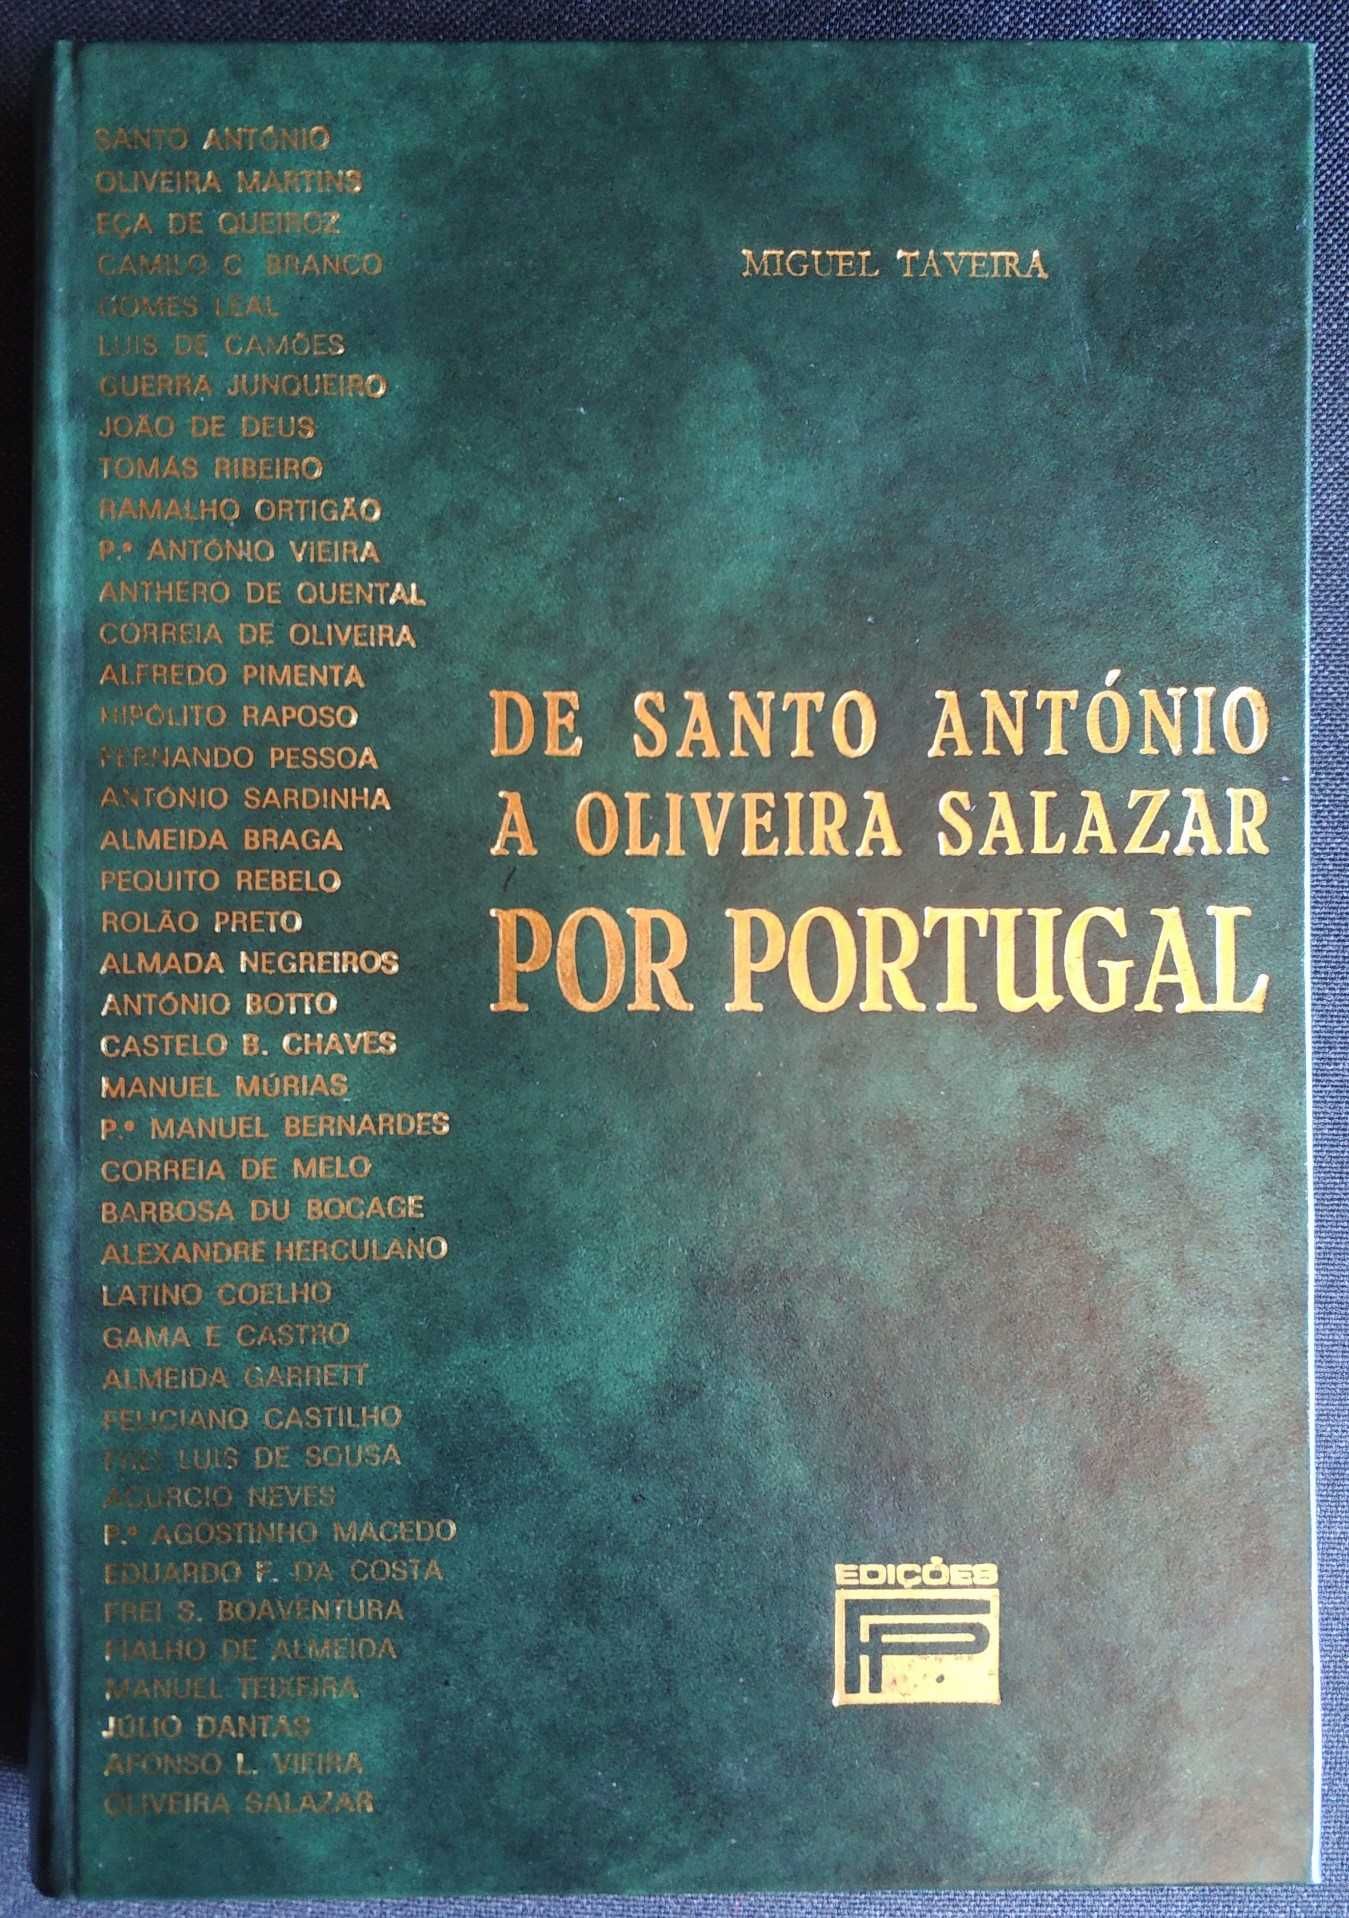 SANTO ANTÓNIO
OLIVEIRA MARTINS
EÇA DE QUEIROZ
CAMILO C. BRANCO
GOMES LEAL
LUIS DE CAMÕES
GUERRA JUNQUEIRO
JOÃO DE DEUS
TOMÁS RIBEIRO
RAMALHO ORTIGÃO
P.ᵉ ANTÓNIO VIEIRA
ANTHERO DE QUENTAL
CORREIA DE OLIVEIRA
ALFREDO PIMENTA
HIPÓLITO RAPOSO
FERNANDO PESSOA
ANTÓNIO SARDINHA
ALMEIDA BRAGA
PEQUITO REBELO
ROLÃO PRETO
ALMADA NEGREIROS
ANTÓNIO BOTTO
CASTELO B. CHAVES
MANUEL MÚRIAS
P.ᵉ MANUEL BERNARDES
CORREIA DE MELO
BARBOSA DU BOCAGE
ALEXANDRE HERCULANO
LATINO COELHO
GAMA E CASTRO
ALMEIDA GARRETT
FELICIANO CASTILHO
FREI LUIS DE SOUSA
ACURCIO NEVES
P.ᵉ AGOSTINHO MACEDO
EDUARDO F. DA COSTA
FREI S. BOAVENTURA
FIALHO DE ALMEIDA
MANUEL TEIXEIRA
JÚLIO DANTAS
AFONSO L. VIEIRA
OLIVEIRA SALAZAR
MIGUEL TAVEIRA
DE SANTO ANTÓNIO
A OLIVEIRA SALAZAR
POR PORTUGAL
EDIÇÕES
FP